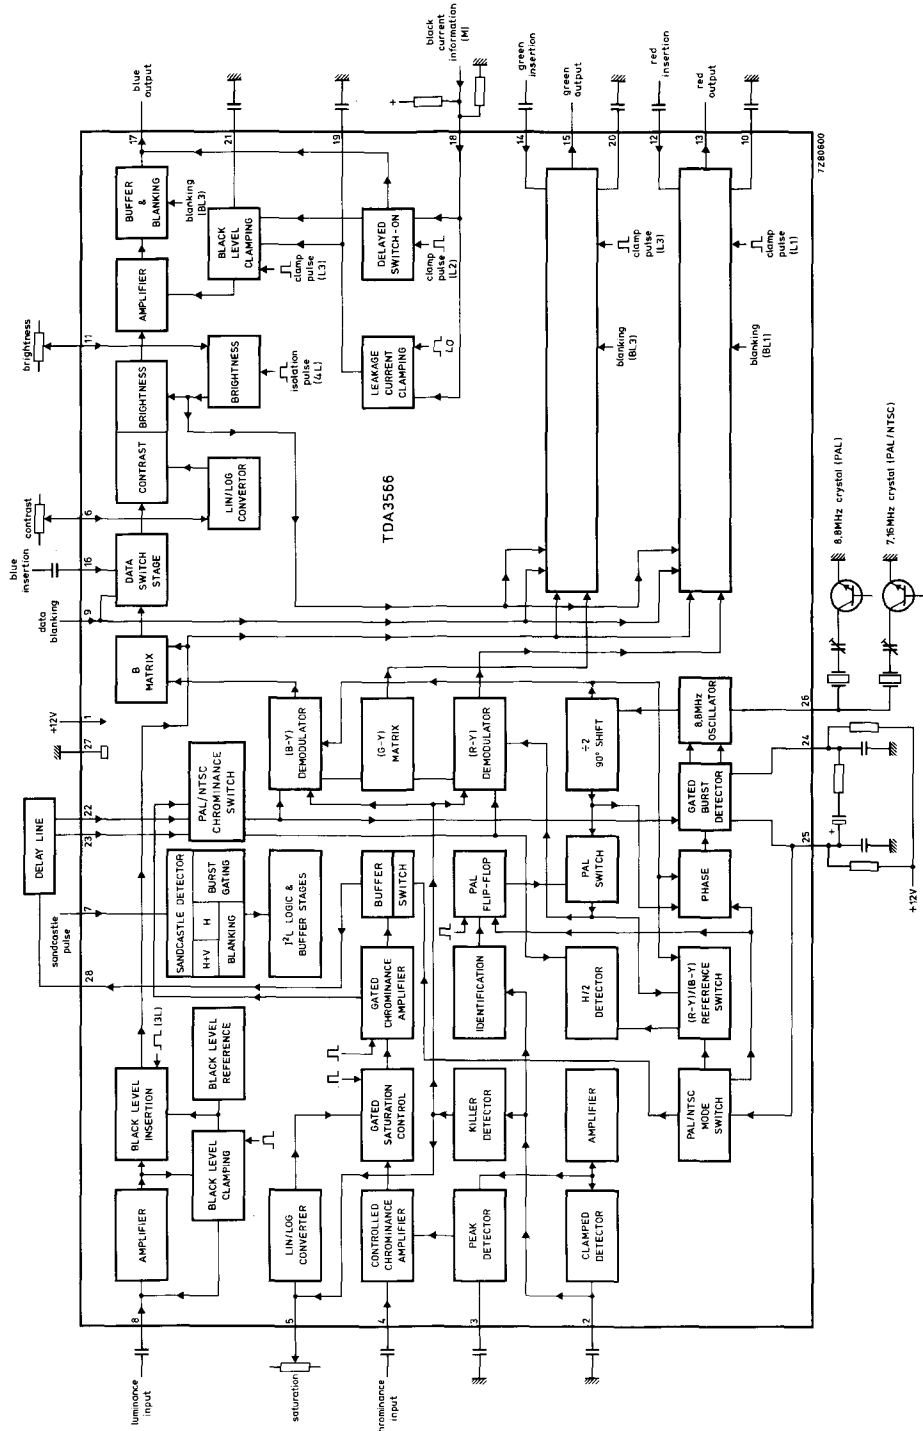 luminance
input
8
AMPLIFIER
BLACK LEVEL
CLAMPING
BLACK LEVEL
INSERTION
(3L)
BLACK LEVEL
REFERENCE
28
sandcastle
pulse
7
DELAY LINE
23
22
SANDCASTLE DETECTOR
H+V
H
BURST
GATING
BLANKING
I²L LOGIC &
BUFFER STAGES
PAL/NTSC
CHROMINANCE
SWITCH
27
1
+12V
B
MATRIX
data
blanking
9
blue
insertion
16
DATA
SWITCH
STAGE
contrast
6
CONTRAST
BRIGHTNESS
LIN/LOG
CONVERTOR
brightness
11
BRIGHTNESS
isolation
pulse
(4L)
AMPLIFIER
BUFFER
&
BLANKING
blanking
(BL3)
17
blue
output
BLACK
LEVEL
CLAMPING
clamp
pulse
(L3)
21
19
DELAYED
SWITCH-ON
clamp
pulse
(L2)
LEAKAGE
CURRENT
CLAMPING
L0
18
+
black
current
information
(M)
TDA3566
saturation
5
LIN/LOG
CONVERTER
chrominance
input
4
CONTROLLED
CHROMINANCE
AMPLIFIER
GATED
SATURATION
CONTROL
GATED
CHROMINANCE
AMPLIFIER
BUFFER
SWITCH
(B-Y)
DEMODULATOR
(G-Y)
MATRIX
(R-Y)
DEMODULATOR
3
PEAK
DETECTOR
KILLER
DETECTOR
IDENTIFICATION
PAL
FLIP-FLOP
2
CLAMPED
DETECTOR
AMPLIFIER
H/2
DETECTOR
PAL
SWITCH
÷2
90° SHIFT
PAL/NTSC
MODE
SWITCH
(R-Y)/(B-Y)
REFERENCE
SWITCH
PHASE
GATED
BURST
DETECTOR
8,8MHz
OSCILLATOR
14
green
insertion
15
green
output
20
clamp
pulse
(L3)
blanking
(BL3)
12
red
insertion
13
red
output
10
clamp
pulse
(L1)
blanking
(BL1)
25
24
26
+
+12V
8,8MHz crystal (PAL)
7,16MHz crystal (PAL/NTSC)
7Z80600